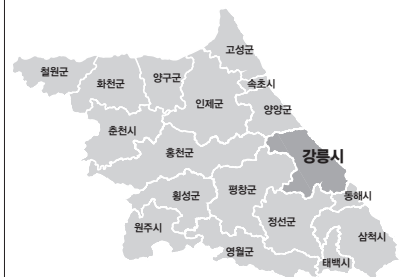 고성군
철원군
화천군
양구군
속초시
인제군
양양군
춘천시
홍천군
강릉시
횡성군
평창군
동해시
원주시
정선군
삼척시
영월군
태백시